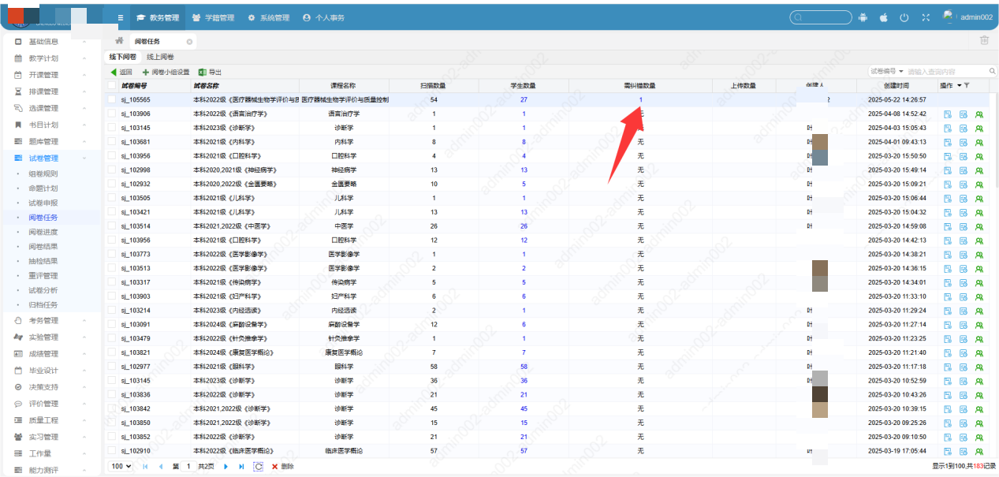 教务管理 学籍管理 系统管理 个人事务 admin002
基础信息
教学计划
开课管理
排课管理
选课管理
书目计划
题库管理
试卷管理
组卷规则
命题计划
试卷申报
阅卷任务
阅卷进度
阅卷结果
抽检结果
重评管理
试卷分析
归档任务
考务管理
实验管理
成绩管理
毕业设计
决策支持
评价管理
质量工程
实习管理
工作量
能力测评
阅卷任务
线下阅卷 线上阅卷
返回 阅卷小组设置 导出 试卷编号 请输入查询内容
试卷编号 试卷名称 课程名称 扫描数量 学生数量 需纠错数量 上传数量 创建人 创建时间 操作
sj_105565 本科2022级《医疗器械生物学评价与质 医疗器械生物学评价与质量控制 54 27 1 2025-05-22 14:26:57
sj_103906 本科2022级《语言治疗学》 语言治疗学 1 1 无 2025-04-08 14:52:42
sj_103145 本科2023级《诊断学》 诊断学 1 1 无 叶 2025-04-03 15:05:43
sj_103681 本科2021级《内科学》 内科学 8 8 无 叶 2025-04-01 09:43:13
sj_103956 本科2021级《口腔科学》 口腔科学 4 4 无 叶 2025-03-20 15:50:50
sj_102998 本科2020,2021级《神经病学》 神经病学 13 13 无 叶 2025-03-20 15:49:14
sj_102932 本科2020,2022级《金匮要略》 金匮要略 10 5 无 叶 2025-03-20 15:09:21
sj_103505 本科2021级《儿科学》 儿科学 1 1 无 叶 2025-03-20 15:06:44
sj_103421 本科2021级《儿科学》 儿科学 13 13 无 叶 2025-03-20 15:04:32
sj_103514 本科2021,2022级《中医学》 中医学 26 26 无 叶 2025-03-20 14:59:08
sj_103956 本科2021级《口腔科学》 口腔科学 12 12 无 2025-03-20 14:42:13
sj_103773 本科2022级《医学影像学》 医学影像学 1 1 无 2025-03-20 14:38:21
sj_103513 本科2022级《医学影像学》 医学影像学 2 2 无 2025-03-20 14:36:15
sj_103317 本科2021级《传染病学》 传染病学 5 5 无 2025-03-20 14:34:01
sj_103903 本科2021级《妇产科学》 妇产科学 6 6 无 2025-03-20 11:33:10
sj_103214 本科2023级《内经选读》 内经选读 2 1 无 叶 2025-03-20 11:29:24
sj_103091 本科2024级《麻醉设备学》 麻醉设备学 12 6 无 叶 2025-03-20 11:27:14
sj_103479 本科2022级《针灸推拿学》 针灸推拿学 1 1 无 叶 2025-03-20 11:23:25
sj_103821 本科2024级《康复医学概论》 康复医学概论 7 7 无 叶 2025-03-20 11:21:40
sj_102977 本科2021级《眼科学》 眼科学 58 58 无 叶 2025-03-20 11:17:18
sj_103145 本科2023级《诊断学》 诊断学 36 36 无 叶 2025-03-20 10:52:59
sj_103836 本科2022级《诊断学》 诊断学 21 21 无 叶 2025-03-20 10:43:26
sj_103842 本科2021,2022级《诊断学》 诊断学 45 45 无 叶 2025-03-20 10:39:15
sj_103850 本科2021,2022级《诊断学》 诊断学 15 15 无 叶 2025-03-20 09:25:26
sj_103852 本科2022级《诊断学》 诊断学 21 21 无 叶 2025-03-20 09:10:50
sj_102910 本科2022级《临床医学概论》 临床医学概论 57 57 无 叶 2025-03-19 17:05:44
100 第 1 共2页 删除 显示1到100,共183记录